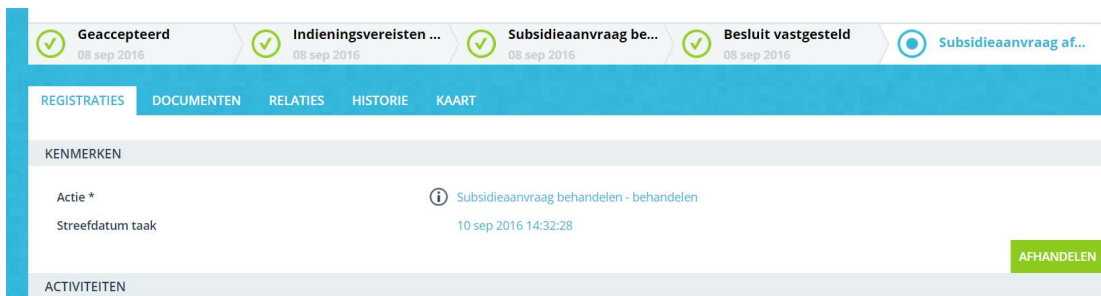 Geaccepteerd
08 sep 2016
Indieningsvereisten ...
08 sep 2016
Subsidieaanvraag be...
08 sep 2016
Besluit vastgesteld
08 sep 2016
Subsidieaanvraag af...
REGISTRATIES DOCUMENTEN RELATIES HISTORIE KAART
KENMERKEN
Actie * Subsidieaanvraag behandelen - behandelen
Streefdatum taak 10 sep 2016 14:32:28
AFHANDELEN
ACTIVITEITEN